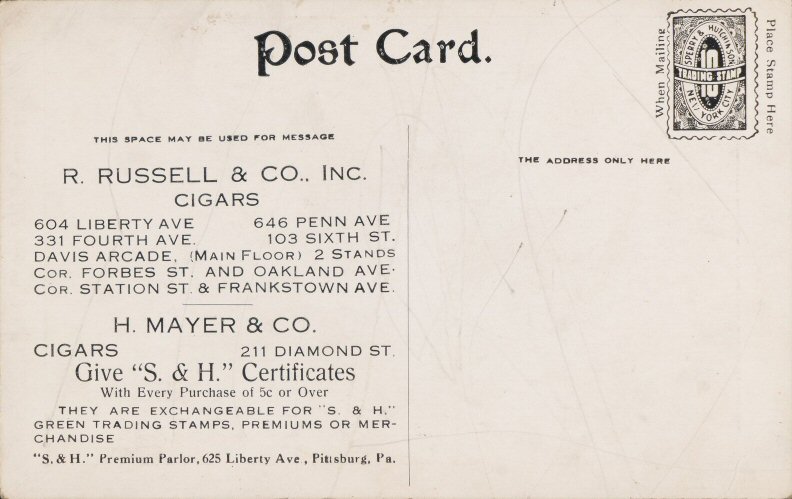 Post Card.
When Mailing
Place Stamp Here
SPERRY & HUTCHINSON
10
TRADING STAMP
NEW YORK CITY
THIS SPACE MAY BE USED FOR MESSAGE
THE ADDRESS ONLY HERE
R. RUSSELL & CO., INC.
CIGARS
604 LIBERTY AVE 646 PENN AVE
331 FOURTH AVE. 103 SIXTH ST.
DAVIS ARCADE, (MAIN FLOOR) 2 STANDS
COR. FORBES ST. AND OAKLAND AVE.
COR. STATION ST. & FRANKSTOWN AVE.
H. MAYER & CO.
CIGARS 211 DIAMOND ST.
Give "S. & H." Certificates
With Every Purchase of 5c or Over
THEY ARE EXCHANGEABLE FOR "S. & H."
GREEN TRADING STAMPS, PREMIUMS OR MER-
CHANDISE
"S. & H." Premium Parlor, 625 Liberty Ave., Pittsburg, Pa.